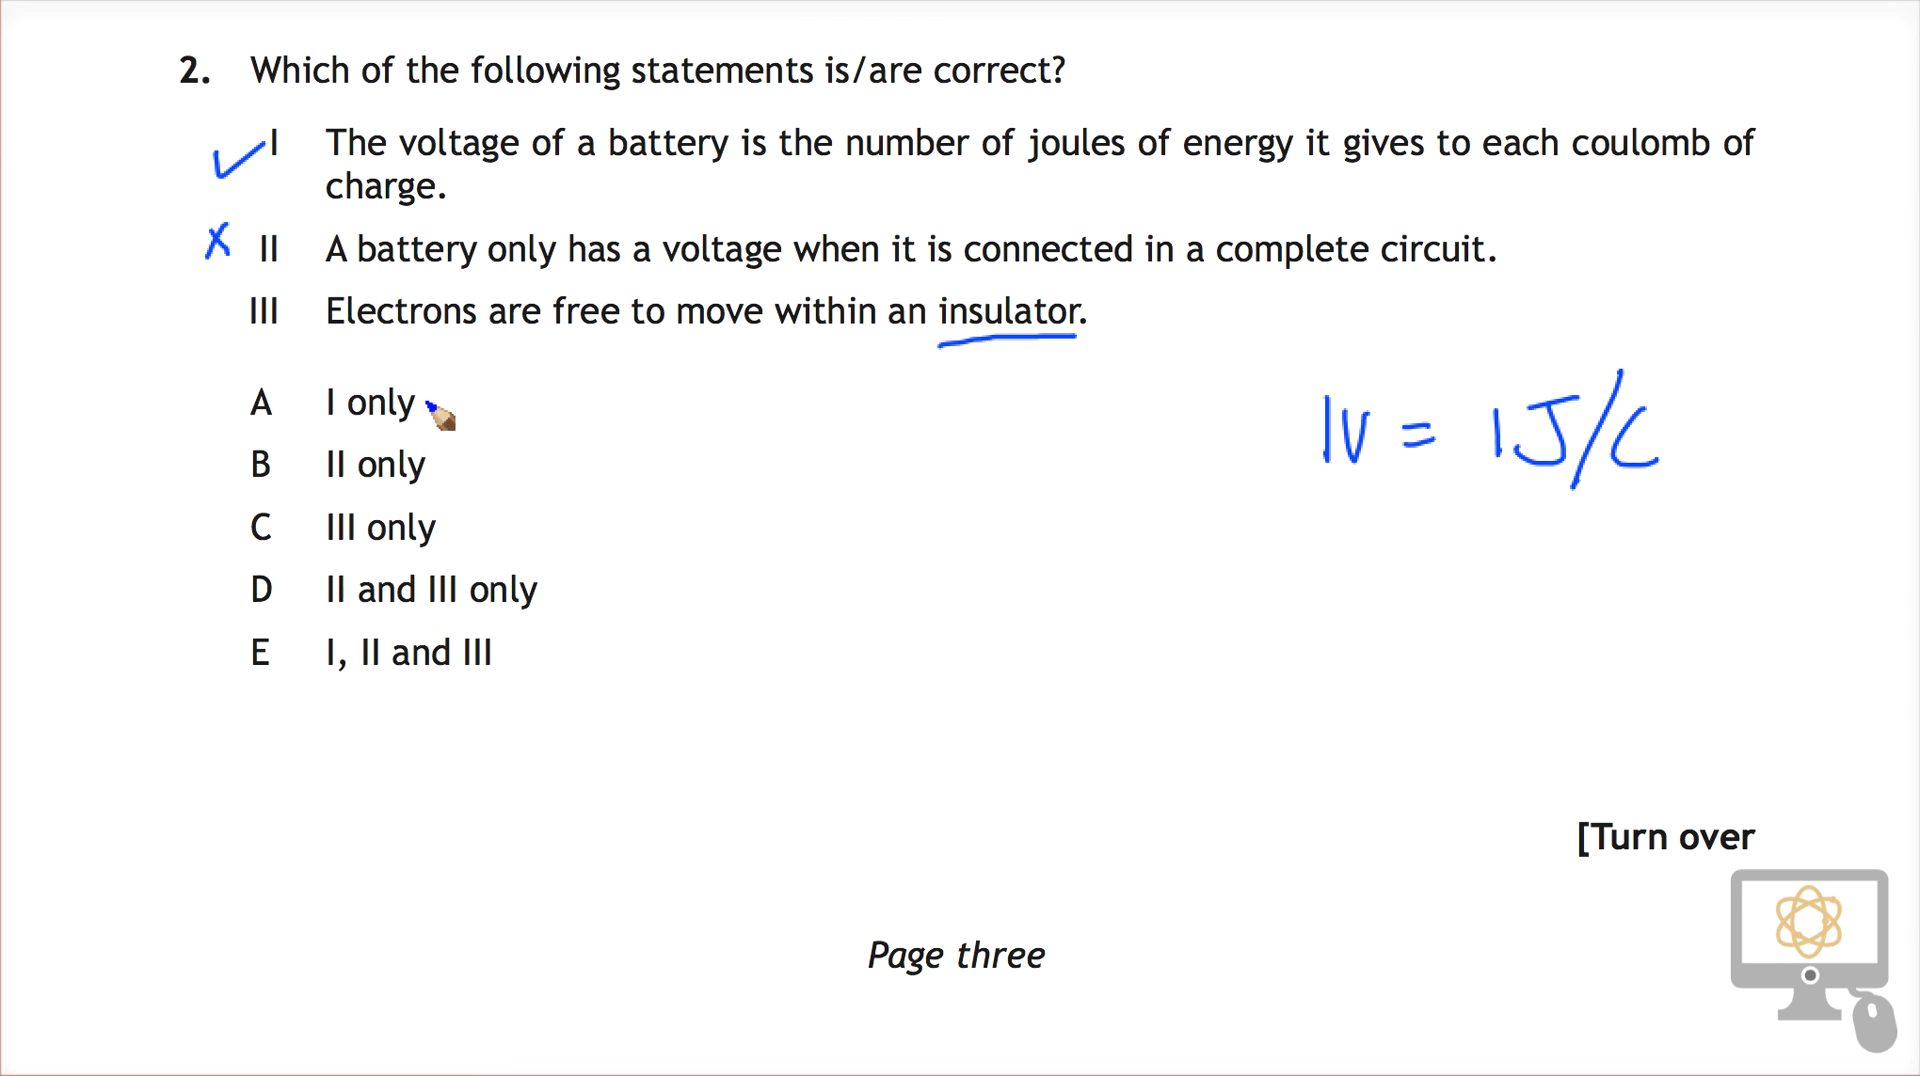 2. Which of the following statements is/are correct?
✓ I The voltage of a battery is the number of joules of energy it gives to each coulomb of
charge.
x II A battery only has a voltage when it is connected in a complete circuit.
III Electrons are free to move within an insulator.
A I only
B II only
C III only
D II and III only
E I, II and III
1V = 1J/C
[Turn over
Page three